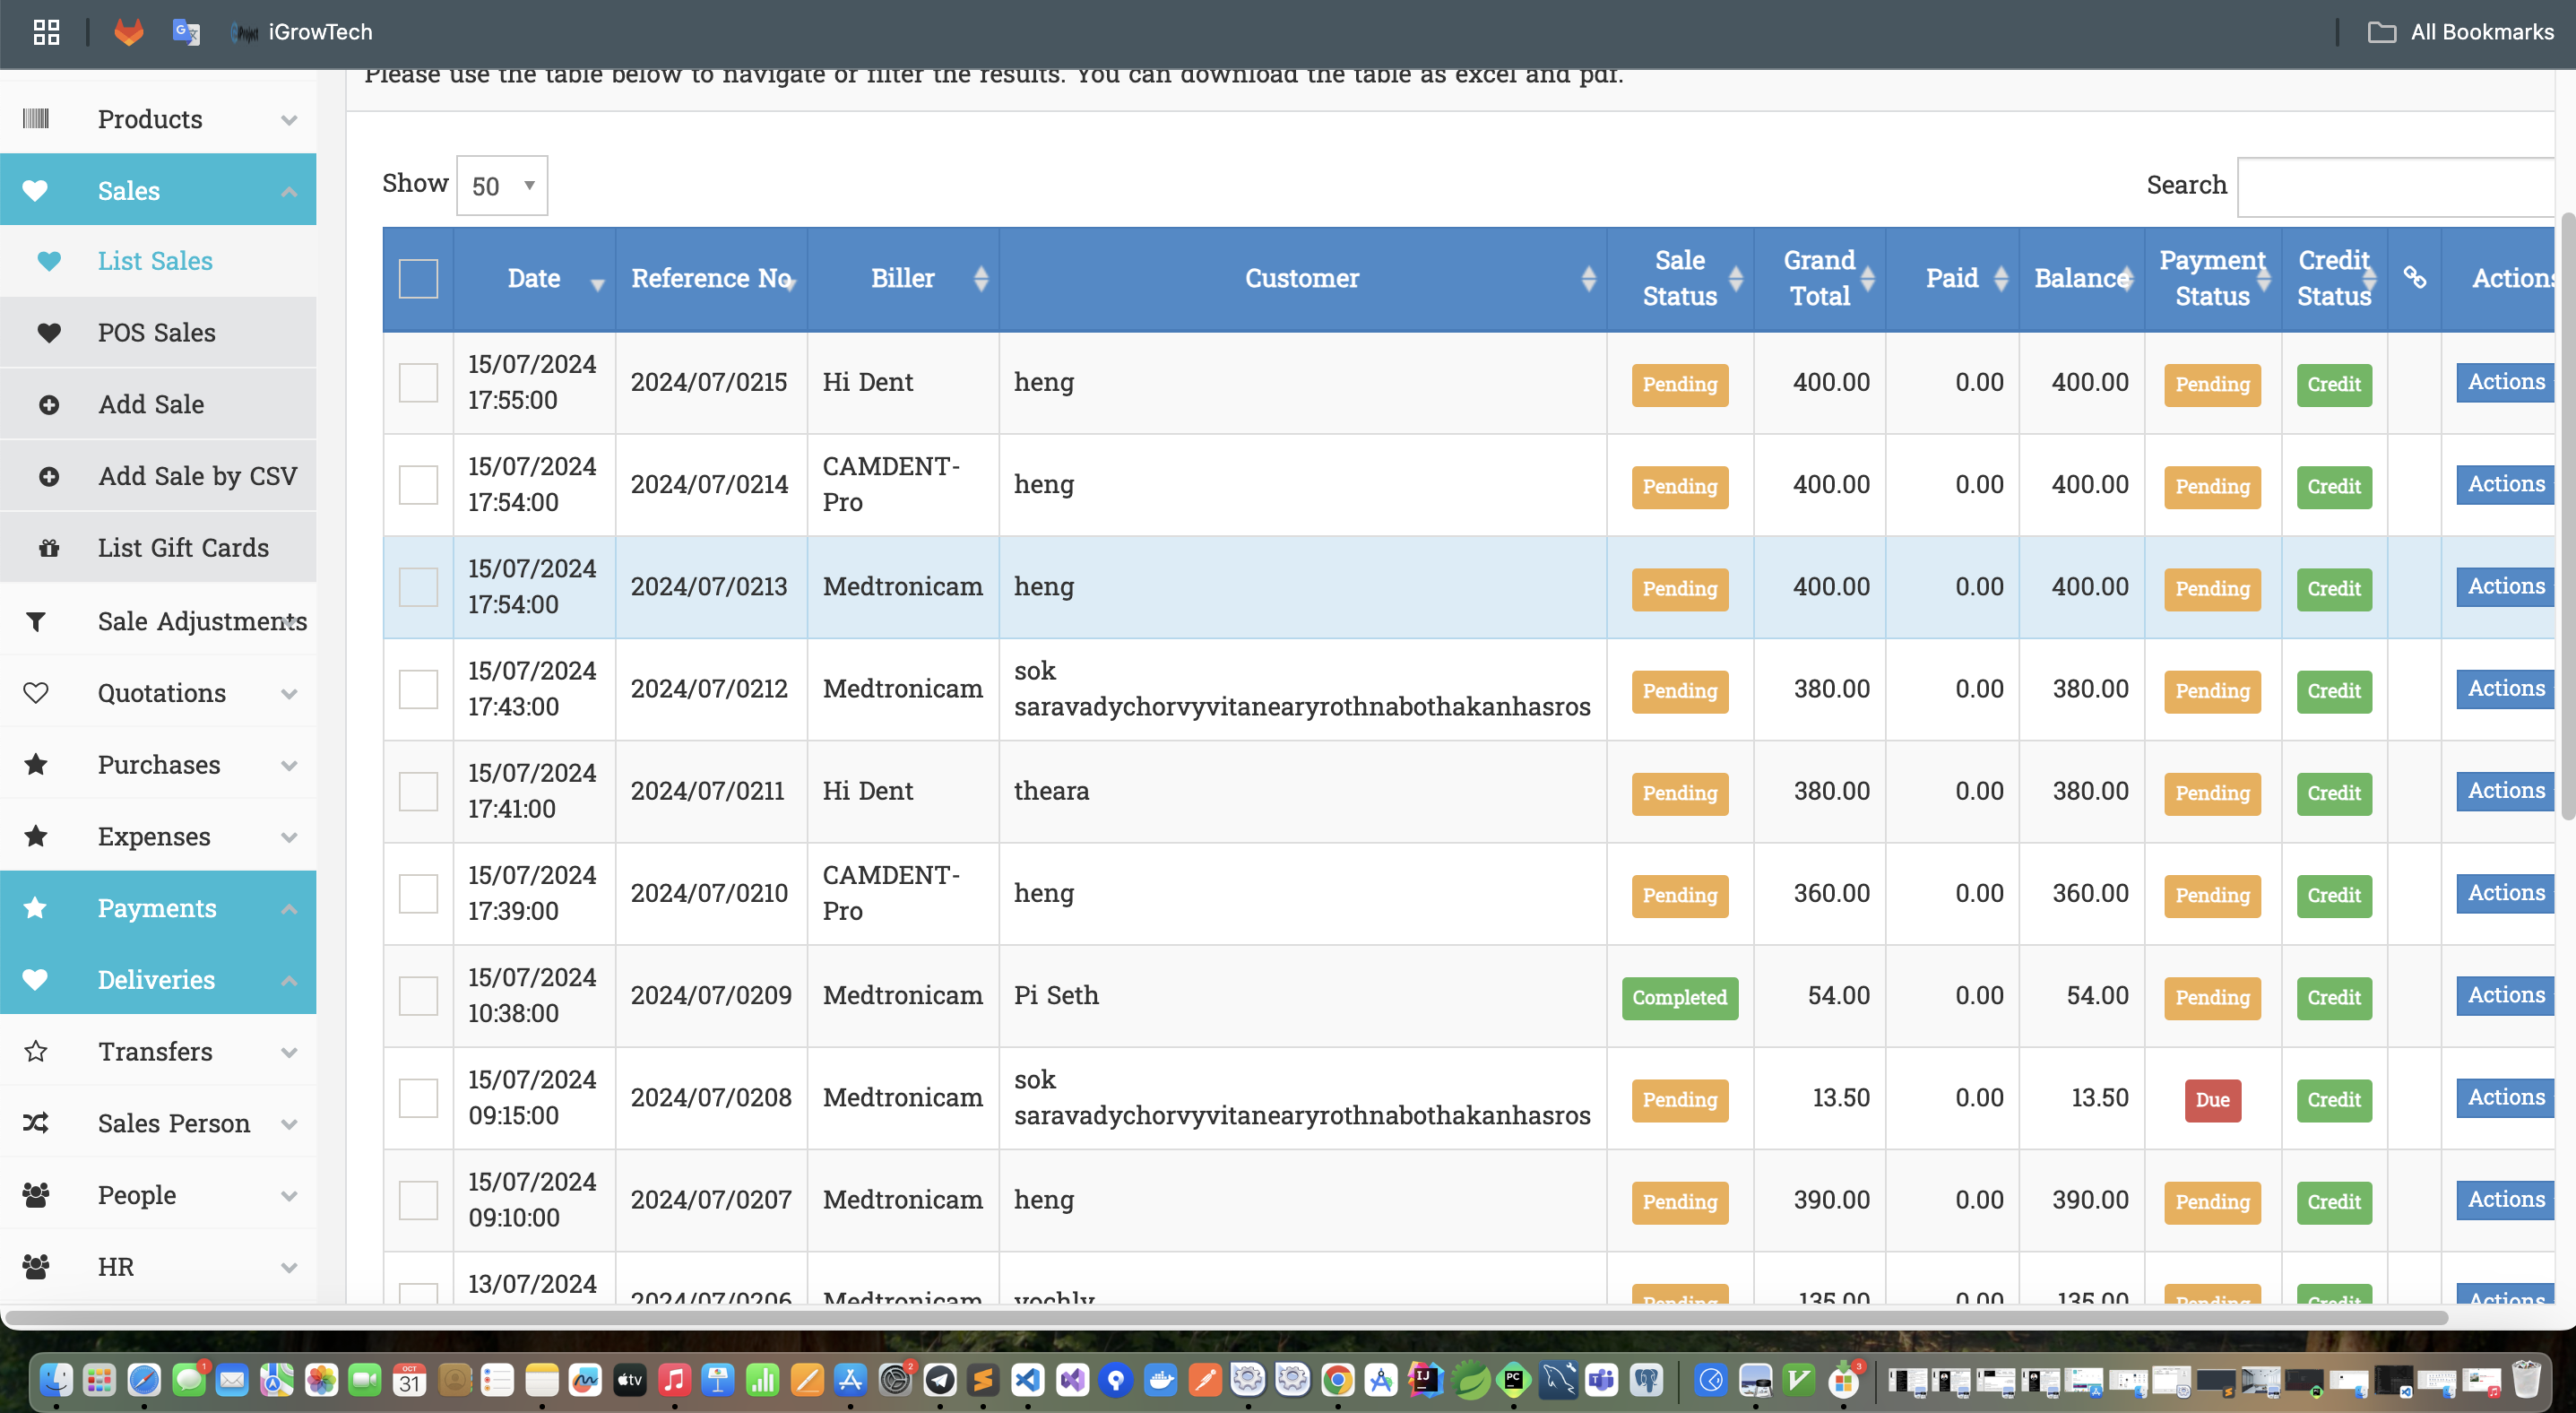 iGrowTech
All Bookmarks
Please use the table below to navigate or filter the results. You can download the table as excel and pdf.
Products
Sales
List Sales
POS Sales
Add Sale
Add Sale by CSV
List Gift Cards
Sale Adjustments
Quotations
Purchases
Expenses
Payments
Deliveries
Transfers
Sales Person
People
HR
Show 50
Search
Date Reference No Biller Customer Sale Status Grand Total Paid Balance Payment Status Credit Status Actions
15/07/2024 17:55:00 2024/07/0215 Hi Dent heng Pending 400.00 0.00 400.00 Pending Credit Actions
15/07/2024 17:54:00 2024/07/0214 CAMDENT-Pro heng Pending 400.00 0.00 400.00 Pending Credit Actions
15/07/2024 17:54:00 2024/07/0213 Medtronicam heng Pending 400.00 0.00 400.00 Pending Credit Actions
15/07/2024 17:43:00 2024/07/0212 Medtronicam sok saravadychorvyvitanearyrothnabothakanhasros Pending 380.00 0.00 380.00 Pending Credit Actions
15/07/2024 17:41:00 2024/07/0211 Hi Dent theara Pending 380.00 0.00 380.00 Pending Credit Actions
15/07/2024 17:39:00 2024/07/0210 CAMDENT-Pro heng Pending 360.00 0.00 360.00 Pending Credit Actions
15/07/2024 10:38:00 2024/07/0209 Medtronicam Pi Seth Completed 54.00 0.00 54.00 Pending Credit Actions
15/07/2024 09:15:00 2024/07/0208 Medtronicam sok saravadychorvyvitanearyrothnabothakanhasros Pending 13.50 0.00 13.50 Due Credit Actions
15/07/2024 09:10:00 2024/07/0207 Medtronicam heng Pending 390.00 0.00 390.00 Pending Credit Actions
13/07/2024 2024/07/0206 Medtronicam vochly Pending 135.00 0.00 135.00 Pending Credit Actions
OCT
31
tv